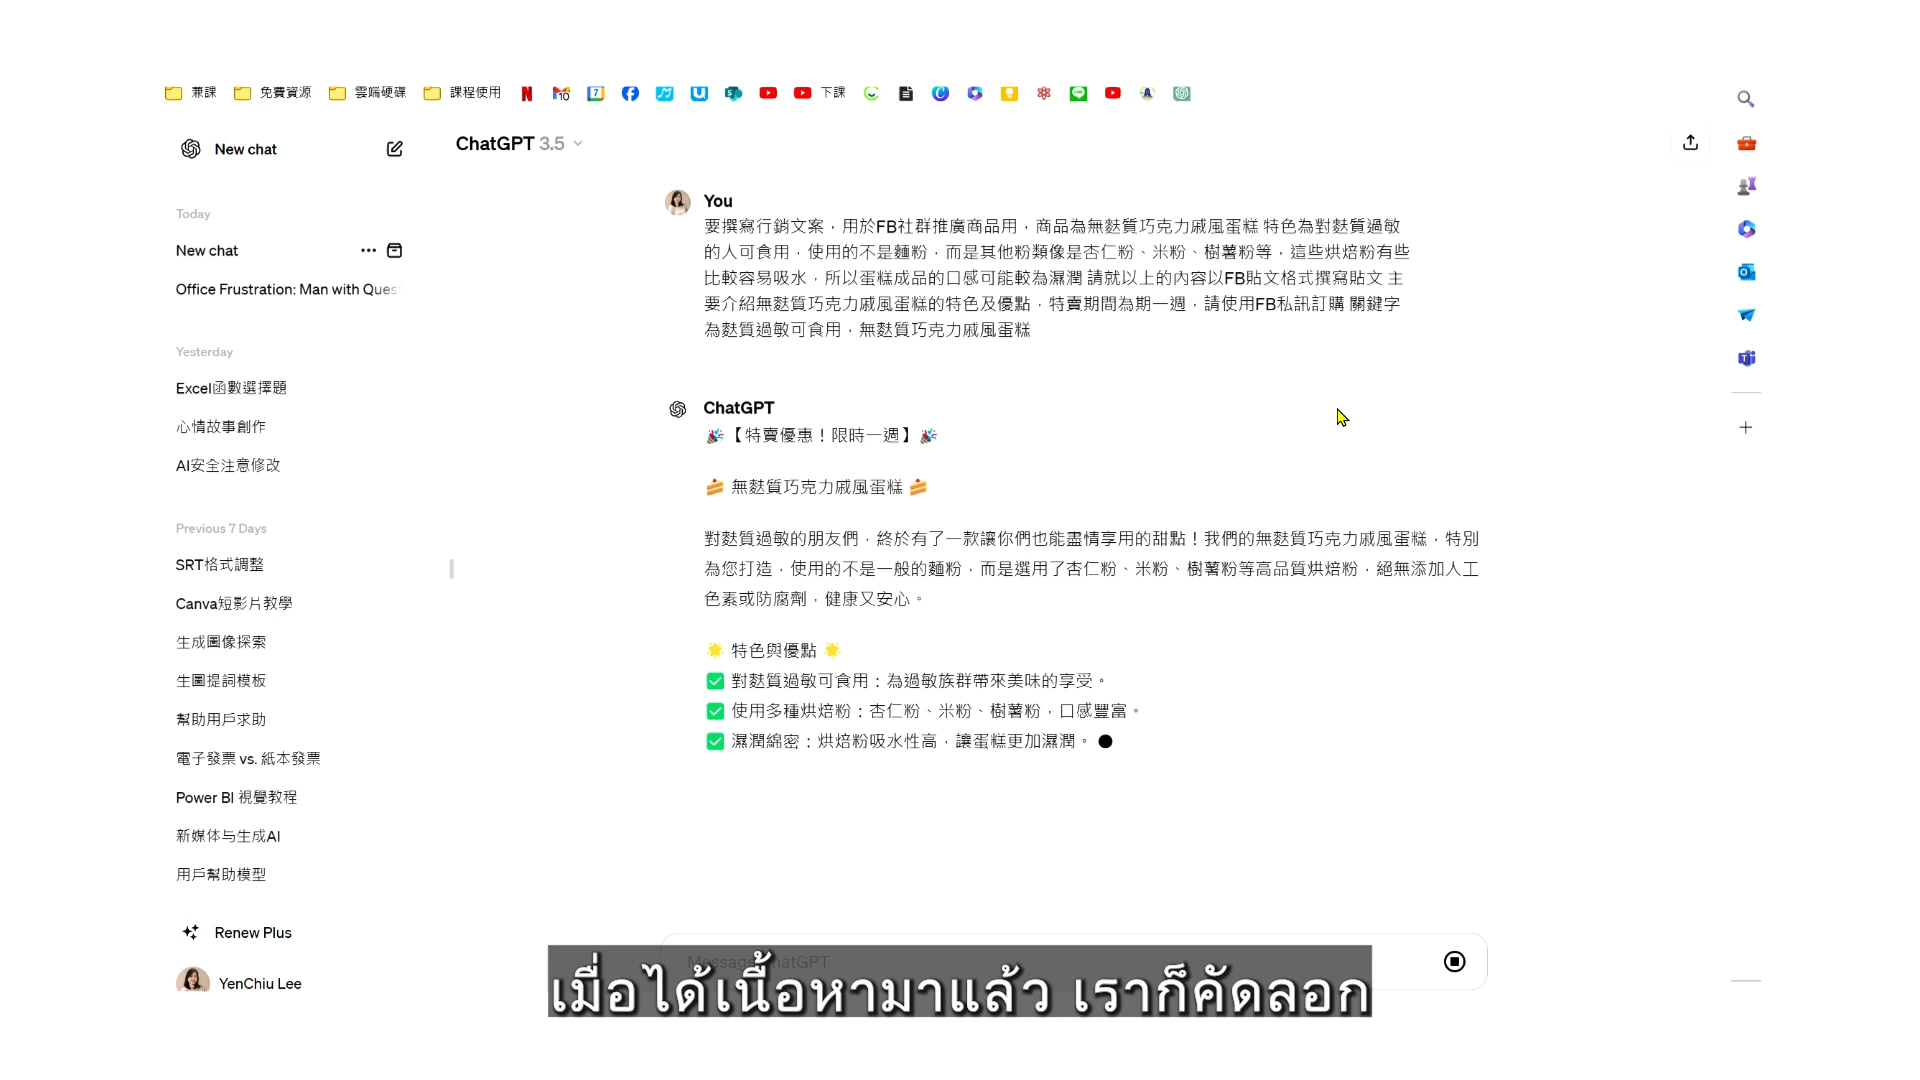 兼課 免費資源 雲端硬碟 課程使用 下課
New chat
ChatGPT 3.5
Today
New chat
Office Frustration: Man with Ques
Yesterday
Excel函數選擇題
心情故事創作
AI安全注意修改
Previous 7 Days
SRT格式調整
Canva短影片教學
生成圖像探索
生圖提詞模板
幫助用戶求助
電子發票 vs. 紙本發票
Power BI 視覺教程
新媒体与生成AI
用戶幫助模型
Renew Plus
YenChiu Lee
You
要撰寫行銷文案，用於FB社群推廣商品用，商品為無麩質巧克力戚風蛋糕 特色為對麩質過敏
的人可食用，使用的不是麵粉，而是其他粉類像是杏仁粉、米粉、樹薯粉等，這些烘焙粉有些
比較容易吸水，所以蛋糕成品的口感可能較為濕潤 請就以上的內容以FB貼文格式撰寫貼文 主
要介紹無麩質巧克力戚風蛋糕的特色及優點，特賣期間為期一週，請使用FB私訊訂購 關鍵字
為麩質過敏可食用，無麩質巧克力戚風蛋糕
ChatGPT
🎉【特賣優惠！限時一週】🎉
🍰 無麩質巧克力戚風蛋糕 🍰
對麩質過敏的朋友們，終於有了一款讓你們也能盡情享用的甜點！我們的無麩質巧克力戚風蛋糕，特別
為您打造，使用的不是一般的麵粉，而是選用了杏仁粉、米粉、樹薯粉等高品質烘焙粉，絕無添加人工
色素或防腐劑，健康又安心。
🌟 特色與優點 🌟
✅ 對麩質過敏可食用：為過敏族群帶來美味的享受。
✅ 使用多種烘焙粉：杏仁粉、米粉、樹薯粉，口感豐富。
✅ 濕潤綿密：烘焙粉吸水性高，讓蛋糕更加濕潤。
Message ChatGPT
เมื่อได้เนื้อหามาแล้ว เราก็คัดลอก